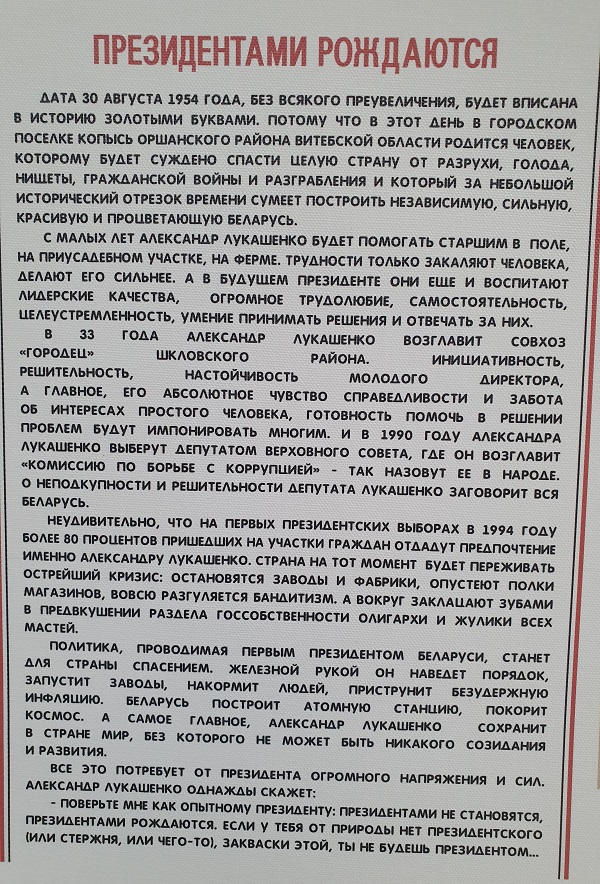 ПРЕЗИДЕНТАМИ РОЖДАЮТСЯ
ДАТА 30 АВГУСТА 1954 ГОДА, БЕЗ ВСЯКОГО ПРЕУВЕЛИЧЕНИЯ, БУДЕТ ВПИСАНА
В ИСТОРИЮ ЗОЛОТЫМИ БУКВАМИ. ПОТОМУ ЧТО В ЭТОТ ДЕНЬ В ГОРОДСКОМ
ПОСЕЛКЕ КОПЫСЬ ОРШАНСКОГО РАЙОНА ВИТЕБСКОЙ ОБЛАСТИ РОДИТСЯ ЧЕЛОВЕК,
КОТОРОМУ БУДЕТ СУЖДЕНО СПАСТИ ЦЕЛУЮ СТРАНУ ОТ РАЗРУХИ, ГОЛОДА,
НИЩЕТЫ, ГРАЖДАНСКОЙ ВОЙНЫ И РАЗГРАБЛЕНИЯ И КОТОРЫЙ ЗА НЕБОЛЬШОЙ
ИСТОРИЧЕСКИЙ ОТРЕЗОК ВРЕМЕНИ СУМЕЕТ ПОСТРОИТЬ НЕЗАВИСИМУЮ, СИЛЬНУЮ,
КРАСИВУЮ И ПРОЦВЕТАЮЩУЮ БЕЛАРУСЬ.
С МАЛЫХ ЛЕТ АЛЕКСАНДР ЛУКАШЕНКО БУДЕТ ПОМОГАТЬ СТАРШИМ В ПОЛЕ,
НА ПРИУСАДЕБНОМ УЧАСТКЕ, НА ФЕРМЕ. ТРУДНОСТИ ТОЛЬКО ЗАКАЛЯЮТ ЧЕЛОВЕКА,
ДЕЛАЮТ ЕГО СИЛЬНЕЕ. А В БУДУЩЕМ ПРЕЗИДЕНТЕ ОНИ ЕЩЕ И ВОСПИТАЮТ
ЛИДЕРСКИЕ КАЧЕСТВА, ОГРОМНОЕ ТРУДОЛЮБИЕ, САМОСТОЯТЕЛЬНОСТЬ,
ЦЕЛЕУСТРЕМЛЕННОСТЬ, УМЕНИЕ ПРИНИМАТЬ РЕШЕНИЯ И ОТВЕЧАТЬ ЗА НИХ.
В 33 ГОДА АЛЕКСАНДР ЛУКАШЕНКО ВОЗГЛАВИТ СОВХОЗ
«ГОРОДЕЦ» ШКЛОВСКОГО РАЙОНА. ИНИЦИАТИВНОСТЬ,
РЕШИТЕЛЬНОСТЬ, НАСТОЙЧИВОСТЬ МОЛОДОГО ДИРЕКТОРА,
А ГЛАВНОЕ, ЕГО АБСОЛЮТНОЕ ЧУВСТВО СПРАВЕДЛИВОСТИ И ЗАБОТА
ОБ ИНТЕРЕСАХ ПРОСТОГО ЧЕЛОВЕКА, ГОТОВНОСТЬ ПОМОЧЬ В РЕШЕНИИ
ПРОБЛЕМ БУДУТ ИМПОНИРОВАТЬ МНОГИМ. И В 1990 ГОДУ АЛЕКСАНДРА
ЛУКАШЕНКО ВЫБЕРУТ ДЕПУТАТОМ ВЕРХОВНОГО СОВЕТА, ГДЕ ОН ВОЗГЛАВИТ
«КОМИССИЮ ПО БОРЬБЕ С КОРРУПЦИЕЙ» - ТАК НАЗОВУТ ЕЕ В НАРОДЕ.
О НЕПОДКУПНОСТИ И РЕШИТЕЛЬНОСТИ ДЕПУТАТА ЛУКАШЕНКО ЗАГОВОРИТ ВСЯ
БЕЛАРУСЬ.
НЕУДИВИТЕЛЬНО, ЧТО НА ПЕРВЫХ ПРЕЗИДЕНТСКИХ ВЫБОРАХ В 1994 ГОДУ
БОЛЕЕ 80 ПРОЦЕНТОВ ПРИШЕДШИХ НА УЧАСТКИ ГРАЖДАН ОТДАДУТ ПРЕДПОЧТЕНИЕ
ИМЕННО АЛЕКСАНДРУ ЛУКАШЕНКО. СТРАНА НА ТОТ МОМЕНТ БУДЕТ ПЕРЕЖИВАТЬ
ОСТРЕЙШИЙ КРИЗИС: ОСТАНОВЯТСЯ ЗАВОДЫ И ФАБРИКИ, ОПУСТЕЮТ ПОЛКИ
МАГАЗИНОВ, ВОВСЮ РАЗГУЛЯЕТСЯ БАНДИТИЗМ. А ВОКРУГ ЗАКЛАЦАЮТ ЗУБАМИ
В ПРЕДВКУШЕНИИ РАЗДЕЛА ГОССОБСТВЕННОСТИ ОЛИГАРХИ И ЖУЛИКИ ВСЕХ
МАСТЕЙ.
ПОЛИТИКА, ПРОВОДИМАЯ ПЕРВЫМ ПРЕЗИДЕНТОМ БЕЛАРУСИ, СТАНЕТ
ДЛЯ СТРАНЫ СПАСЕНИЕМ. ЖЕЛЕЗНОЙ РУКОЙ ОН НАВЕДЕТ ПОРЯДОК,
ЗАПУСТИТ ЗАВОДЫ, НАКОРМИТ ЛЮДЕЙ, ПРИСТРУНИТ БЕЗУДЕРЖНУЮ
ИНФЛЯЦИЮ. БЕЛАРУСЬ ПОСТРОИТ АТОМНУЮ СТАНЦИЮ, ПОКОРИТ
КОСМОС. А САМОЕ ГЛАВНОЕ, АЛЕКСАНДР ЛУКАШЕНКО СОХРАНИТ
В СТРАНЕ МИР, БЕЗ КОТОРОГО НЕ МОЖЕТ БЫТЬ НИКАКОГО СОЗИДАНИЯ
И РАЗВИТИЯ.
ВСЕ ЭТО ПОТРЕБУЕТ ОТ ПРЕЗИДЕНТА ОГРОМНОГО НАПРЯЖЕНИЯ И СИЛ.
АЛЕКСАНДР ЛУКАШЕНКО ОДНАЖДЫ СКАЖЕТ:
- ПОВЕРЬТЕ МНЕ КАК ОПЫТНОМУ ПРЕЗИДЕНТУ: ПРЕЗИДЕНТАМИ НЕ СТАНОВЯТСЯ,
ПРЕЗИДЕНТАМИ РОЖДАЮТСЯ. ЕСЛИ У ТЕБЯ ОТ ПРИРОДЫ НЕТ ПРЕЗИДЕНТСКОГО
(ИЛИ СТЕРЖНЯ, ИЛИ ЧЕГО-ТО), ЗАКВАСКИ ЭТОЙ, ТЫ НЕ БУДЕШЬ ПРЕЗИДЕНТОМ...